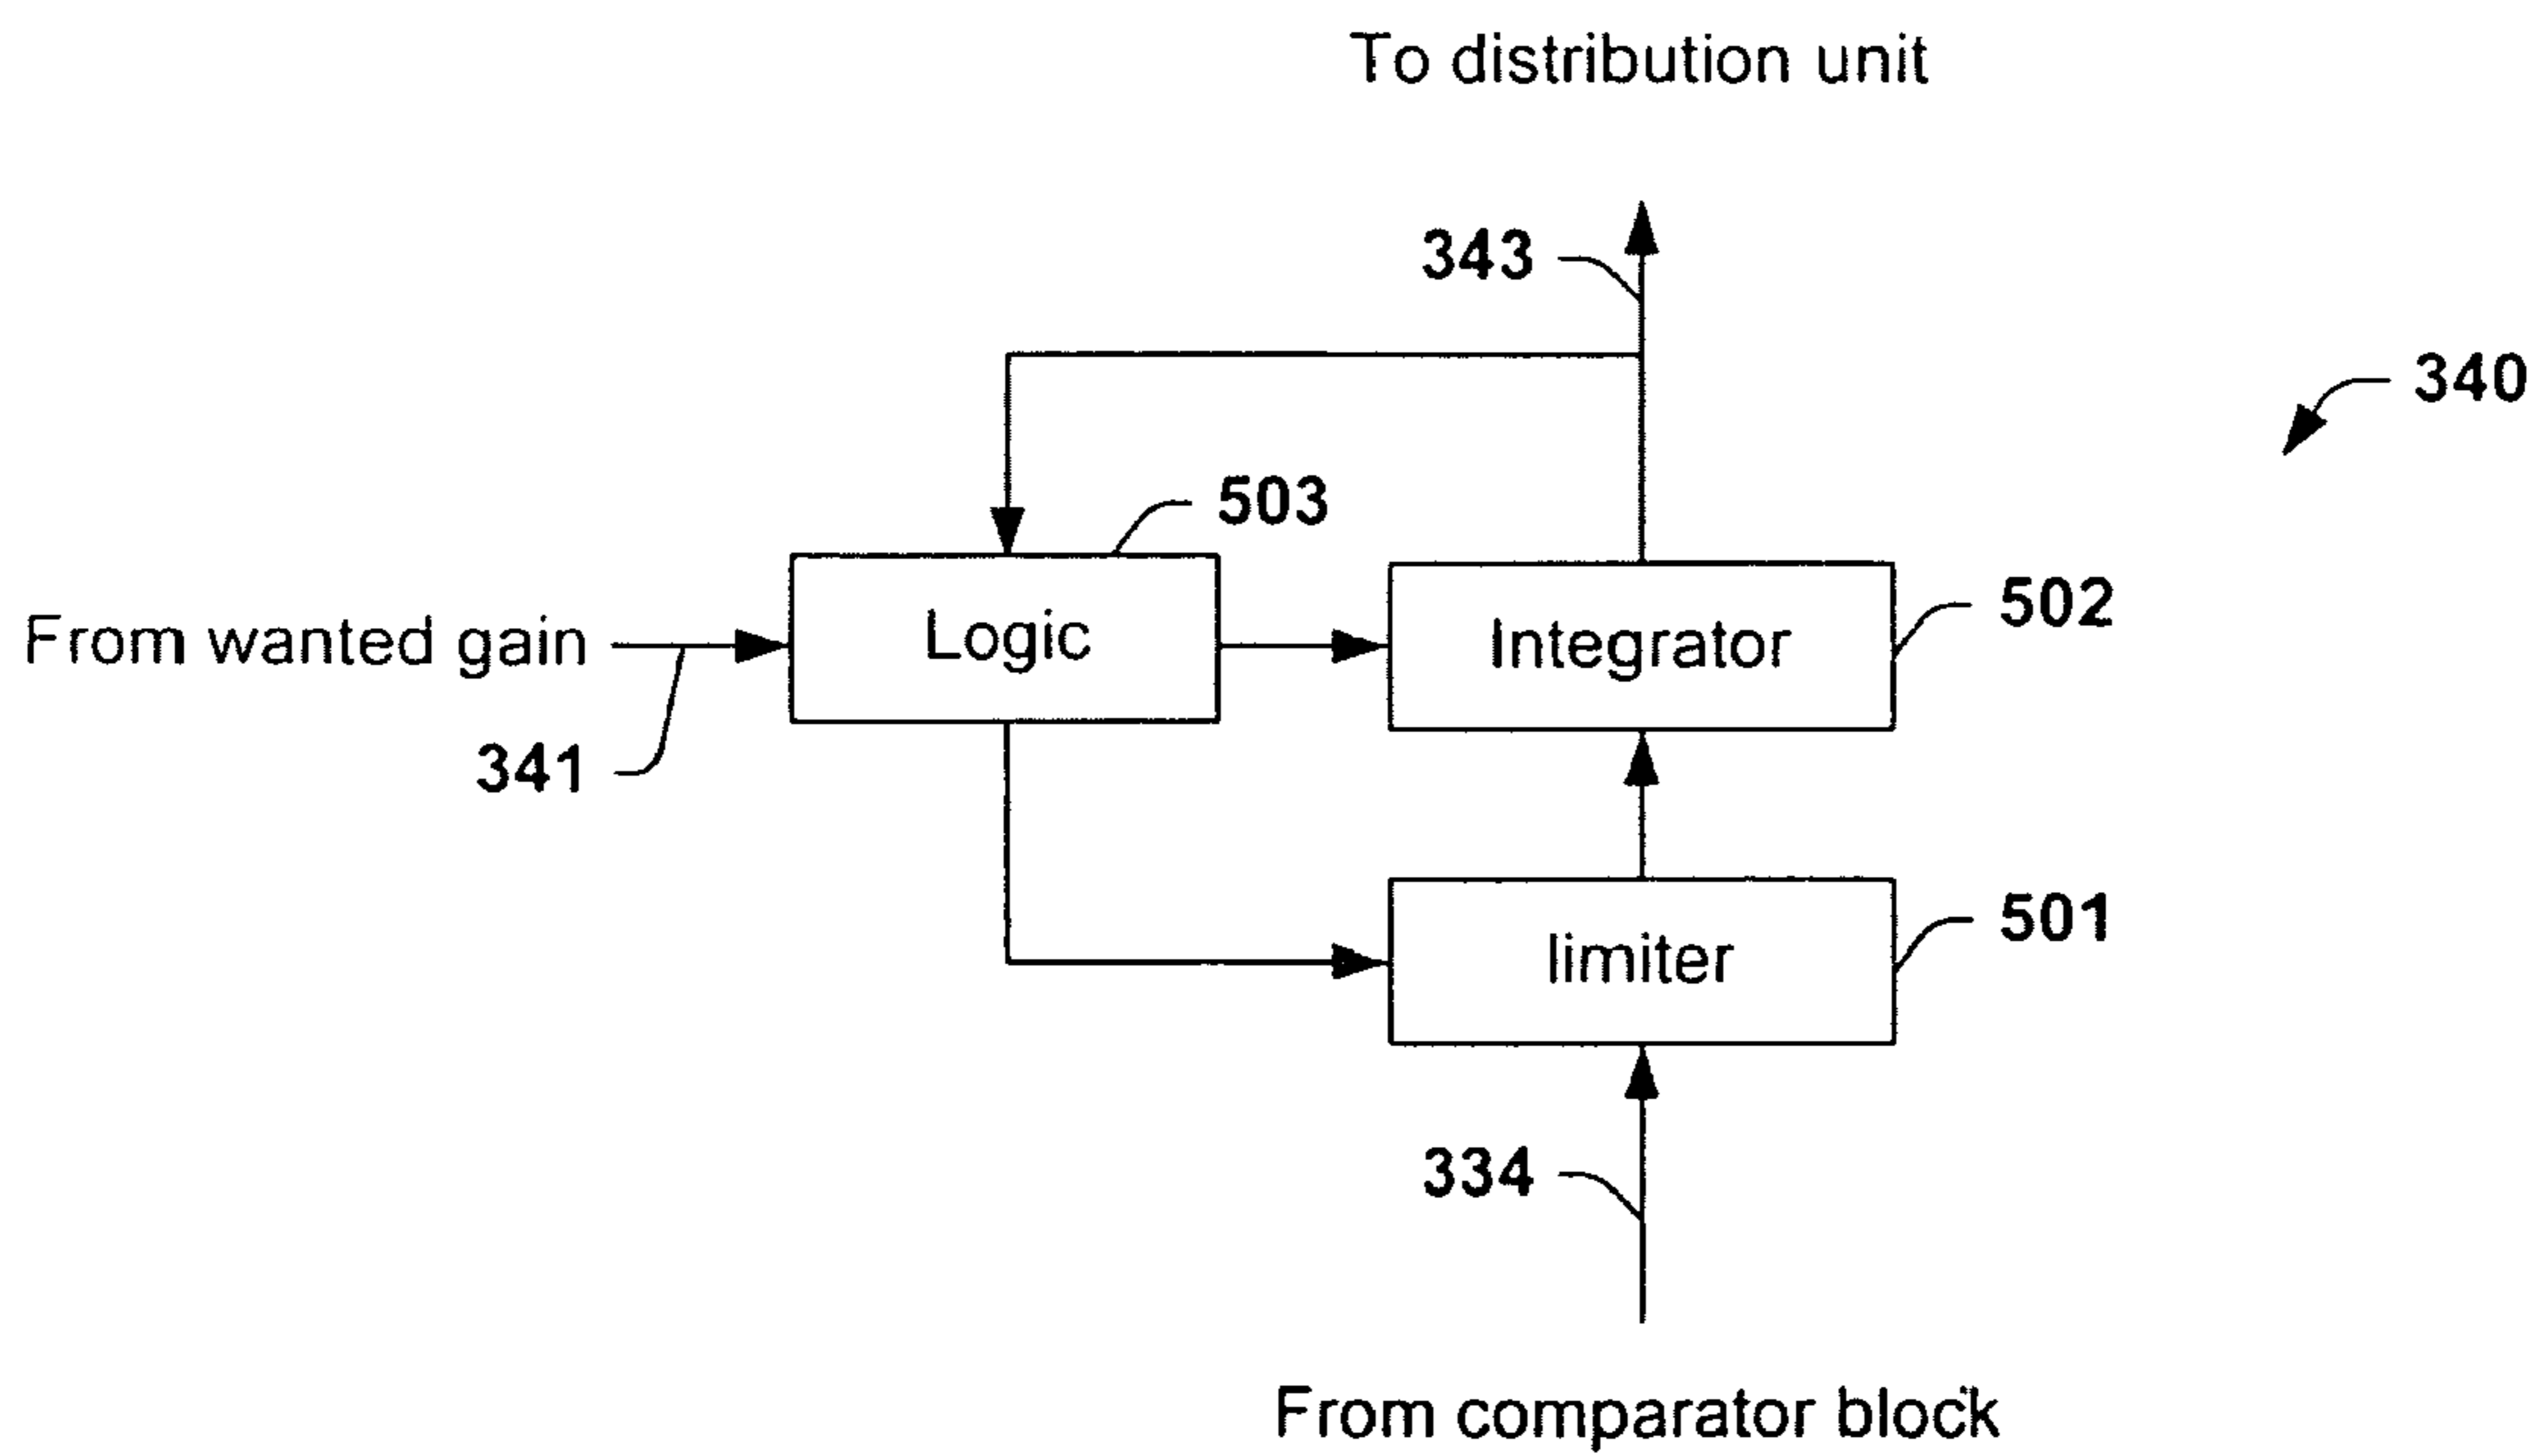 To distribution unit
343
340
503
Logic
From wanted gain
Integrator
502
341
limiter
501
334
From comparator block